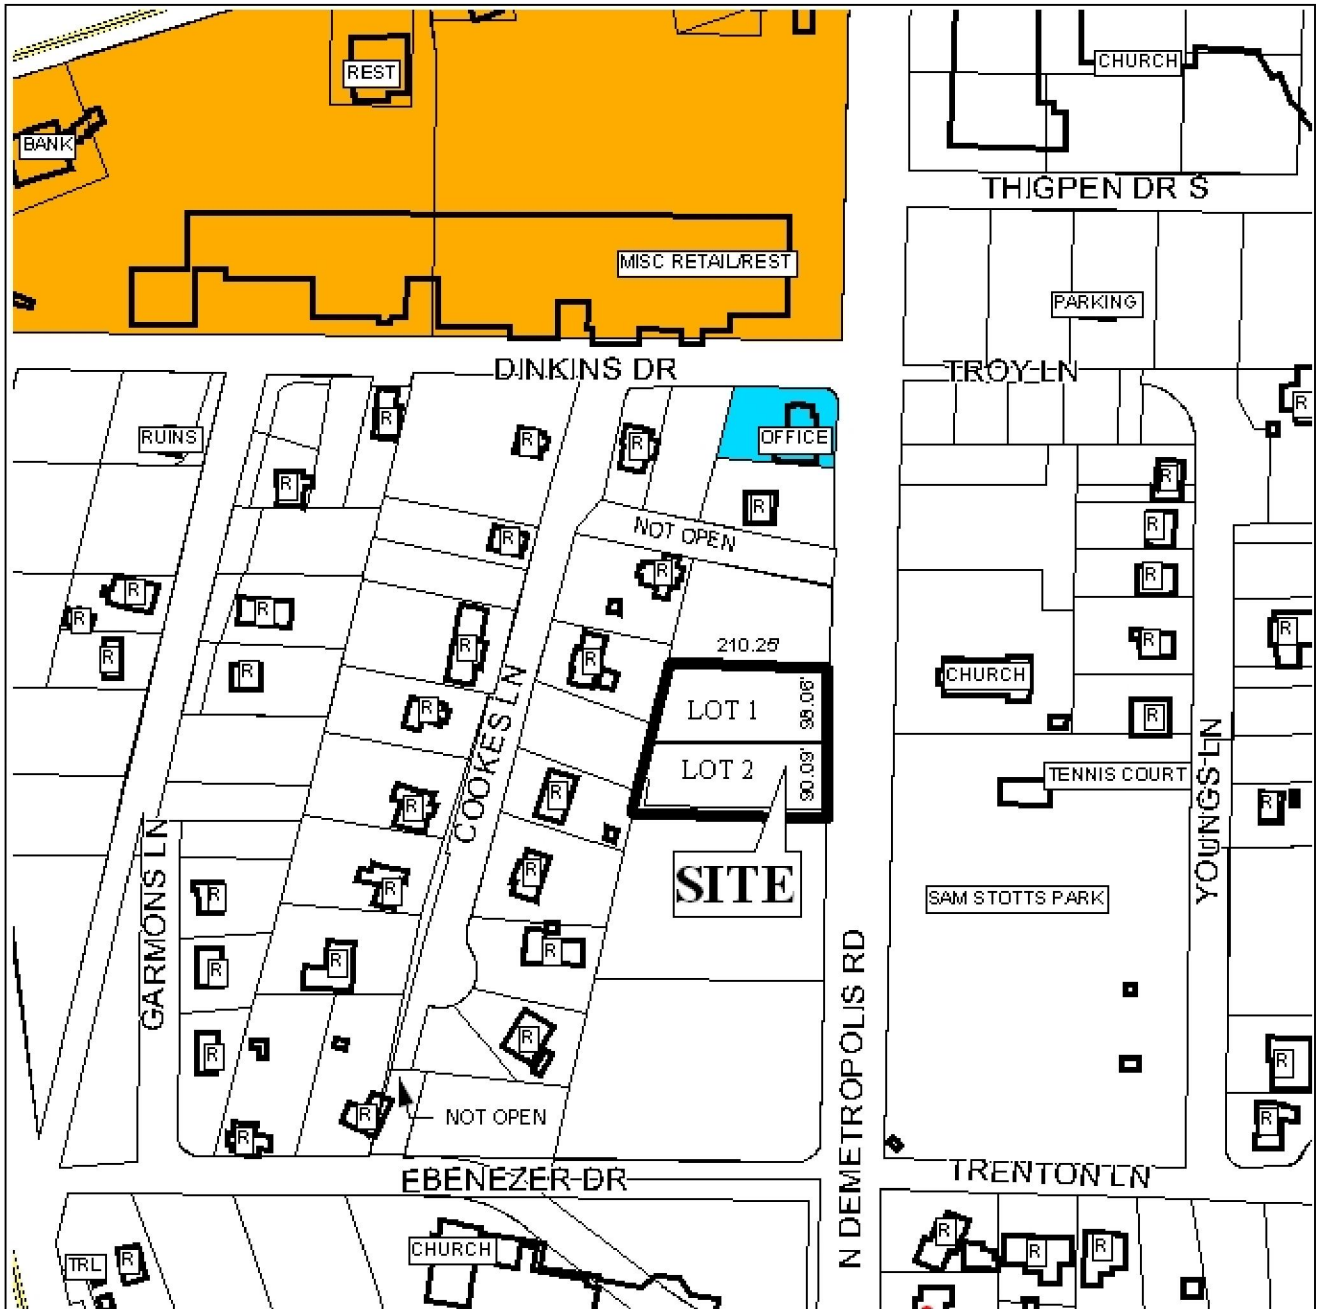 REST
CHURCH
BANK
THIGPEN DR S
MISC RETAIL/REST
PARKING
DINKINS DR
TROY LN
R
R
RUINS
R
R
OFFICE
R
R
R
NOT OPEN
R
R
R
R
R
R
R
R
R
R
R
R
R
R
210.25'
CHURCH
LOT 1
98.06'
R
R
COOKES LN
LOT 2
90.09'
TENNIS COURT
YOUNGS LN
R
R
R
GARMONS LN
R
SITE
R
R
SAM STOTTS PARK
N DEMETROPOLIS RD
R
R
R
R
R
R
R
NOT OPEN
R
R
R
EBENEZER DR
TRENTON LN
CHURCH
TRL
R
R
R
R